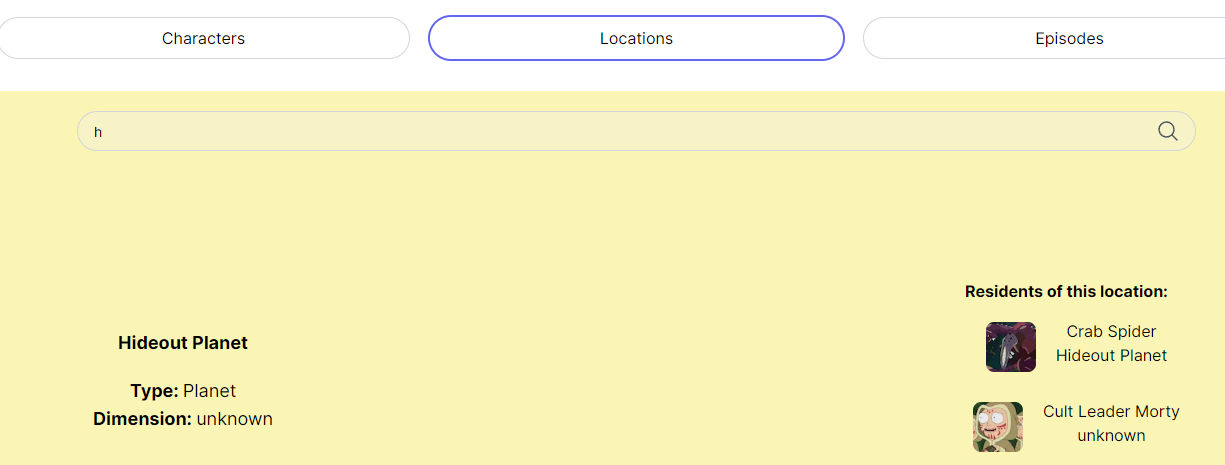 Characters
Locations
Episodes
h
Hideout Planet
Type: Planet
Dimension: unknown
Residents of this location:
Crab Spider
Hideout Planet
Cult Leader Morty
unknown